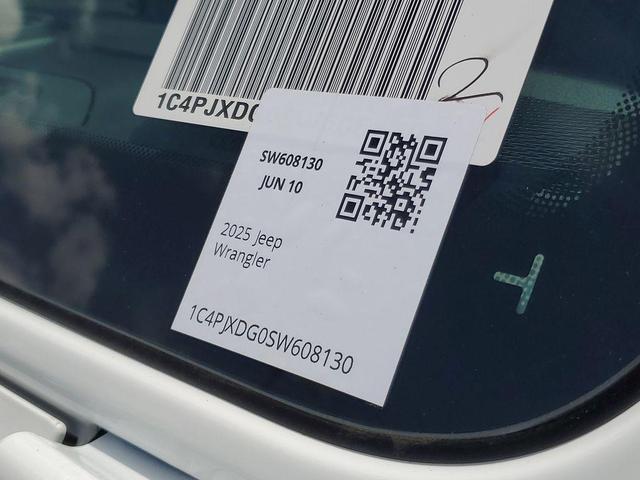 1C4PJXDG
SW608130
JUN 10
2025 Jeep
Wrangler
1C4PJXDG0SW608130